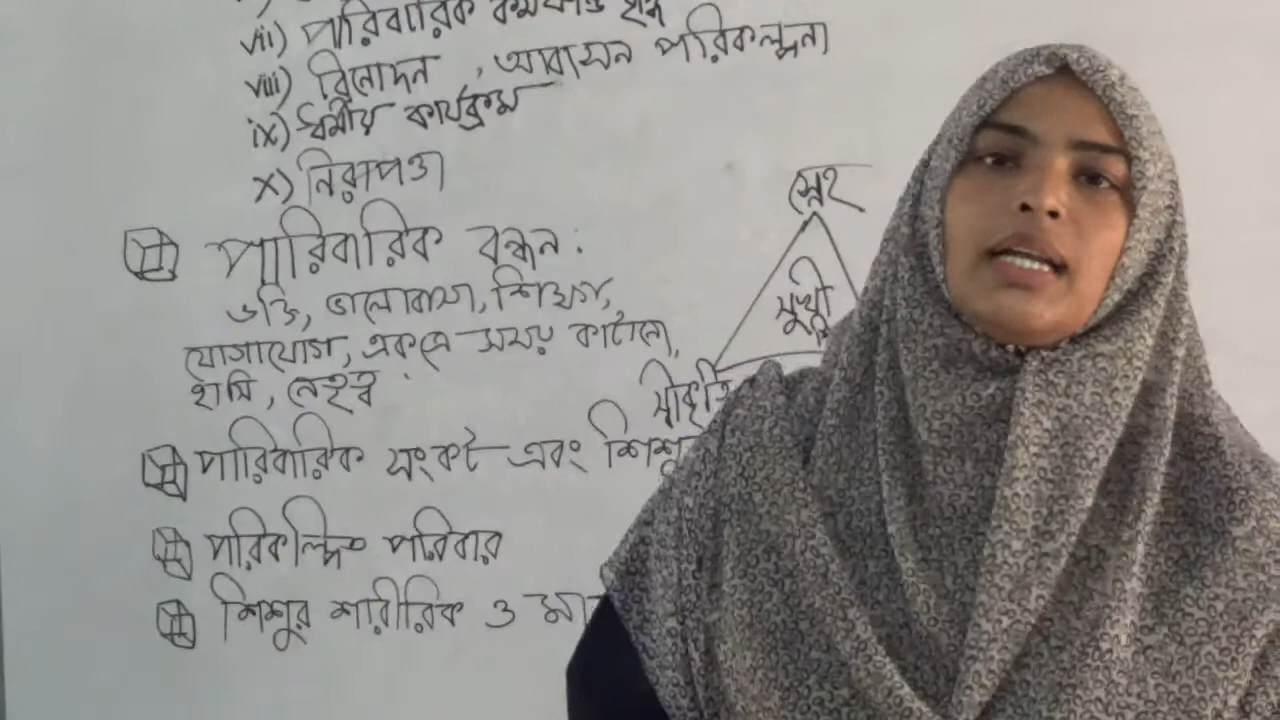 vii) পারিবারিক কর্মকাণ্ড
viii) বিনোদন , আবাসন পরিকল্পনা
ix) ধর্মীয় কার্যক্রম
x) নিরাপত্তা
স্নেহ
পারিবারিক বন্ধন :
সুখী
ভক্তি, ভালোবাসা, শিক্ষা,
যোগাযোগ, একত্রে সময় কাটানো,
হাসি, নেতৃত্ব
স্বীকৃতি
পারিবারিক সংকট এবং শিশু
পরিকল্পিত পরিবার
শিশুর শারীরিক ও মা